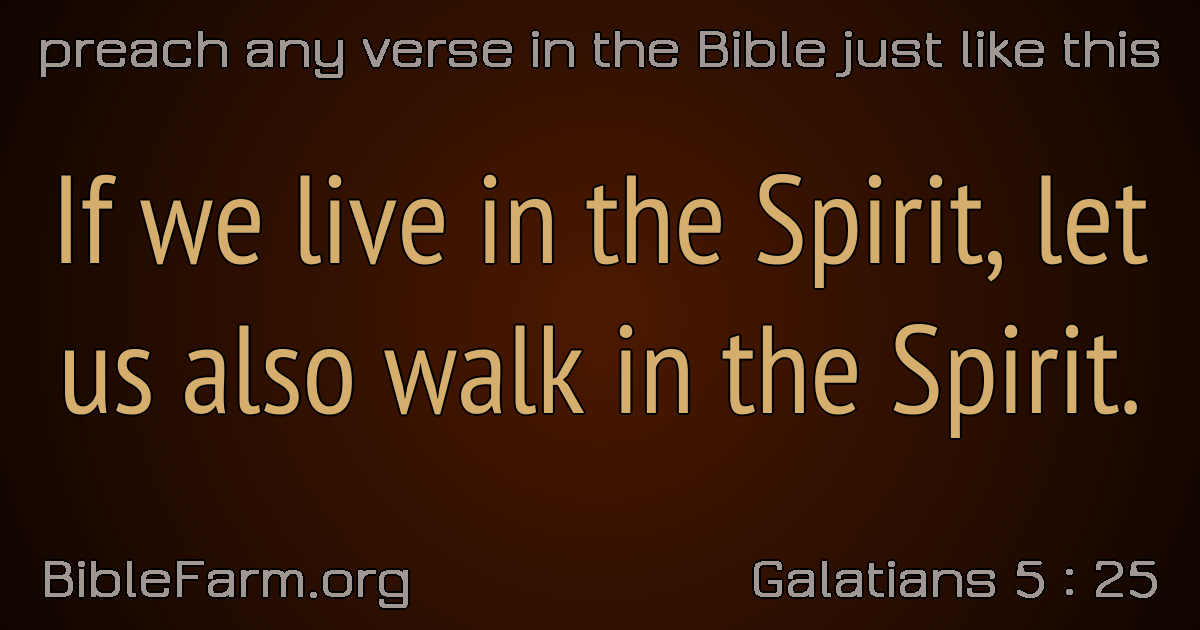 preach any verse in the Bible just like this
If we live in the Spirit, let
us also walk in the Spirit.
BibleFarm.org
Galatians 5 : 25